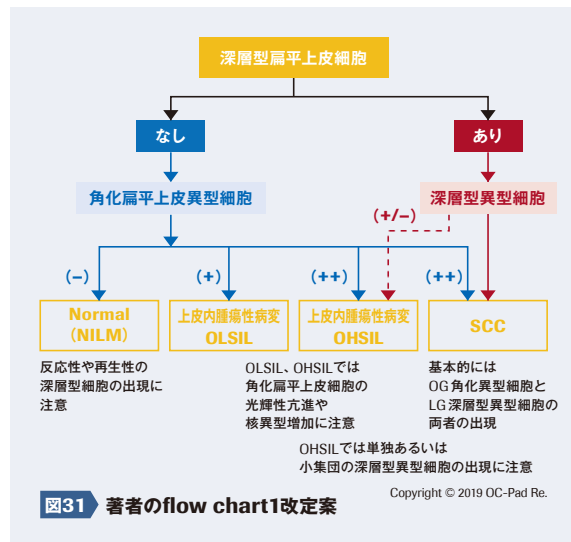 深層型扁平上皮細胞
なし
あり
角化扁平上皮異型細胞
深層型異型細胞
(+/−)
(−)
(+)
(++)
(++)
Normal
(NILM)
上皮内腫瘍性病変
OLSIL
上皮内腫瘍性病変
OHSIL
SCC
反応性や再生性の
深層型細胞の出現に
注意
OLSIL、OHSILでは
角化扁平上皮細胞の
光輝性亢進や
核異型増加に注意
基本的には
OG角化異型細胞と
LG深層型異型細胞の
両者の出現
OHSILでは単独あるいは
小集団の深層型異型細胞の出現に注意
Copyright © 2019 OC-Pad Re.
図31 著者のflow chart1改定案